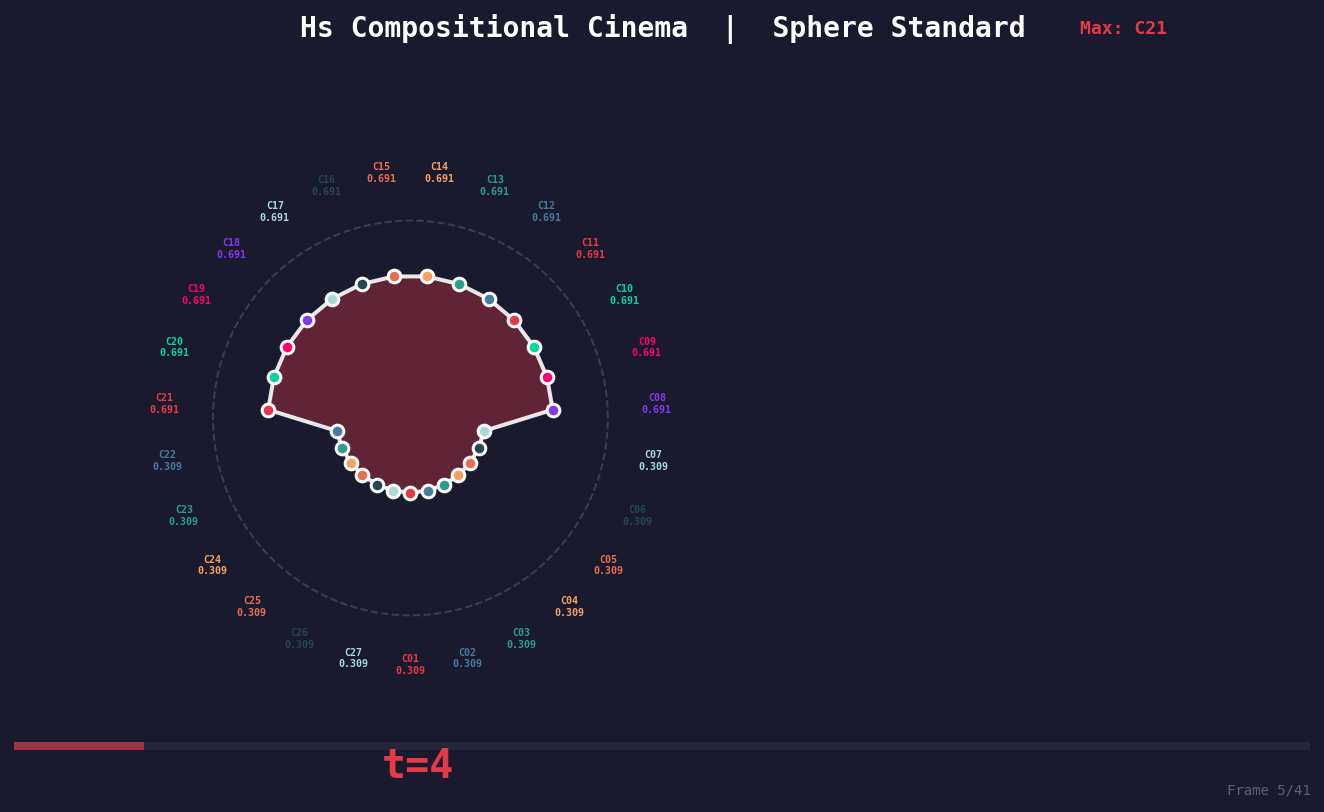 Hs Compositional Cinema | Sphere Standard
Max: C21
C15
0.691
C14
0.691
C16
0.691
C13
0.691
C17
0.691
C12
0.691
C18
0.691
C11
0.691
C19
0.691
C10
0.691
C20
0.691
C09
0.691
C21
0.691
C08
0.691
C22
0.309
C07
0.309
C23
0.309
C06
0.309
C24
0.309
C05
0.309
C25
0.309
C04
0.309
C26
0.309
C03
0.309
C27
0.309
C01
0.309
C02
0.309
t=4
Frame 5/41